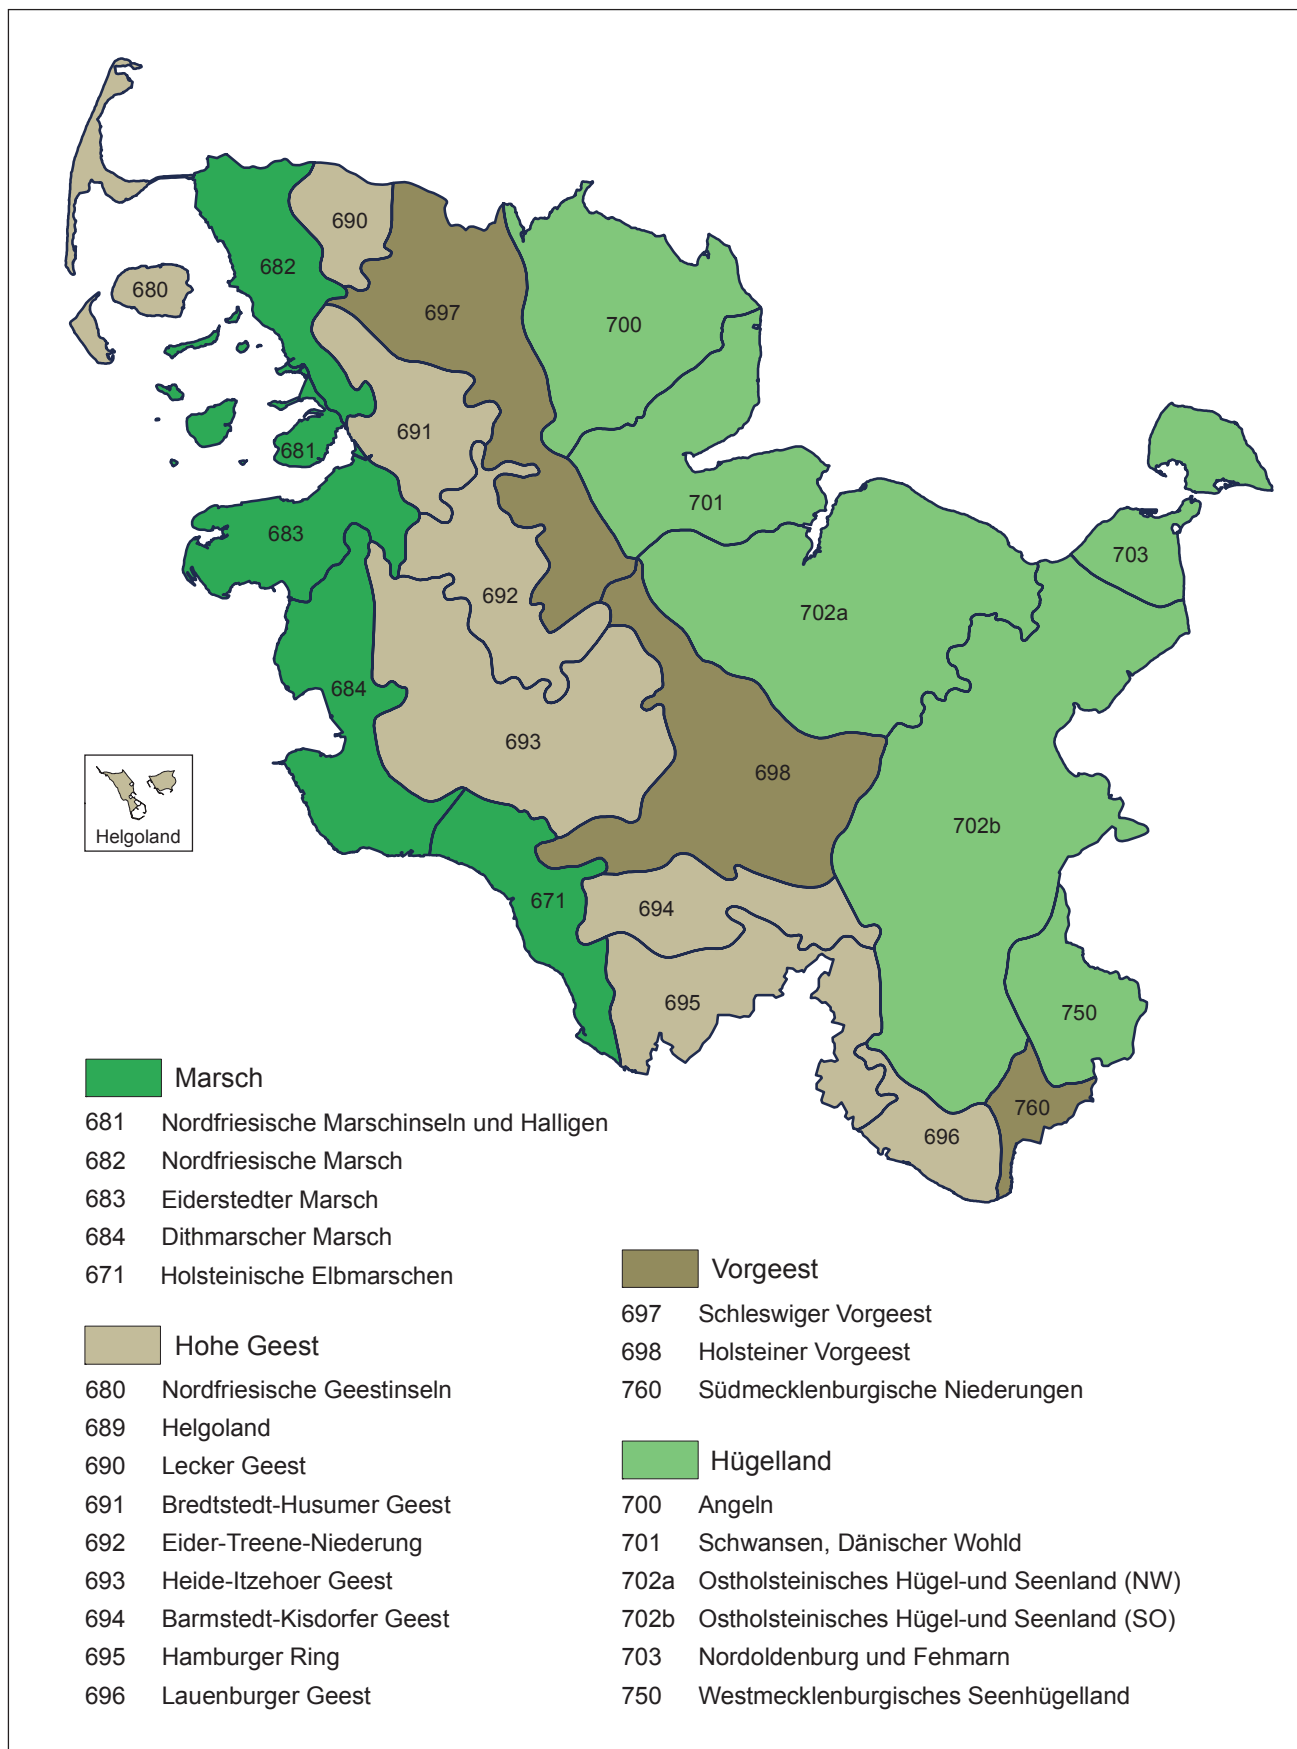 690
682
680
697
700
691
681
701
683
703
692
702a
684
693
698
Helgoland
702b
671
694
695
750
760
696
Marsch
681 Nordfriesische Marschinseln und Halligen
682 Nordfriesische Marsch
683 Eiderstedter Marsch
684 Dithmarscher Marsch
671 Holsteinische Elbmarschen
Hohe Geest
680 Nordfriesische Geestinseln
689 Helgoland
690 Lecker Geest
691 Bredtstedt-Husumer Geest
692 Eider-Treene-Niederung
693 Heide-Itzehoer Geest
694 Barmstedt-Kisdorfer Geest
695 Hamburger Ring
696 Lauenburger Geest
Vorgeest
697 Schleswiger Vorgeest
698 Holsteiner Vorgeest
760 Südmecklenburgische Niederungen
Hügelland
700 Angeln
701 Schwansen, Dänischer Wohld
702a Ostholsteinisches Hügel-und Seenland (NW)
702b Ostholsteinisches Hügel-und Seenland (SO)
703 Nordoldenburg und Fehmarn
750 Westmecklenburgisches Seenhügelland